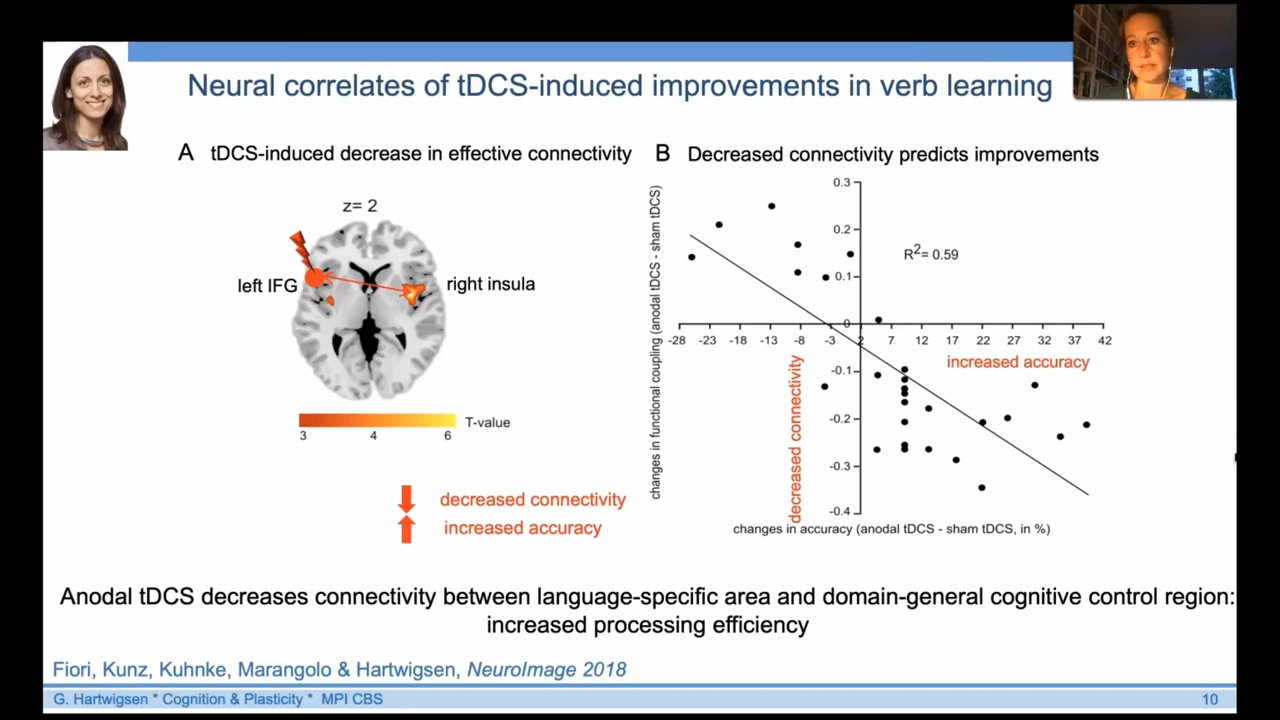 Neural correlates of tDCS-induced improvements in verb learning
A tDCS-induced decrease in effective connectivity
z= 2
left IFG
right insula
3 4 6
T-value
decreased connectivity
increased accuracy
B Decreased connectivity predicts improvements
changes in functional coupling (anodal tDCS - sham tDCS)
0.3
0.2
0.1
0
-0.1
-0.2
-0.3
-0.4
R2= 0.59
-28 -23 -18 -13 -8 -3 2 7 12 17 22 27 32 37 42
increased accuracy
decreased connectivity
changes in accuracy (anodal tDCS - sham tDCS, in %)
Anodal tDCS decreases connectivity between language-specific area and domain-general cognitive control region:
increased processing efficiency
Fiori, Kunz, Kuhnke, Marangolo & Hartwigsen, NeuroImage 2018
G. Hartwigsen * Cognition & Plasticity * MPI CBS
10